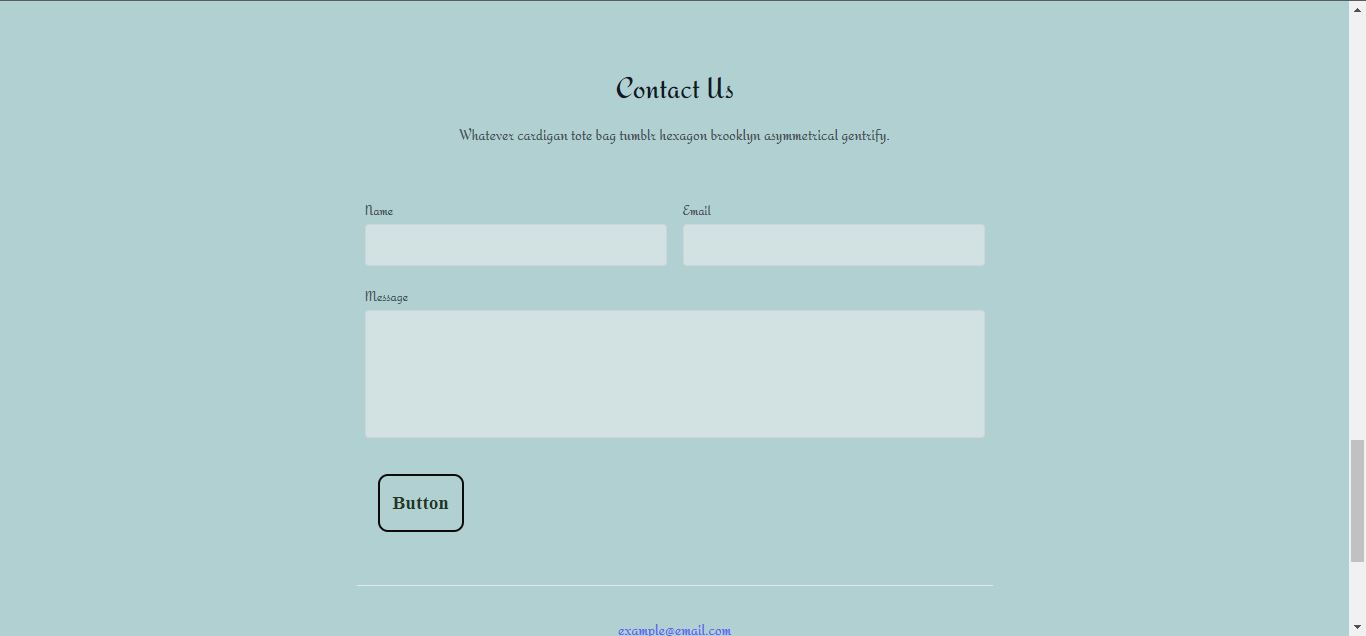 Contact Us
Whatever cardigan tote bag tumblr hexagon brooklyn asymmetrical gentrify.
Name Email
Message
Button
example@email.com